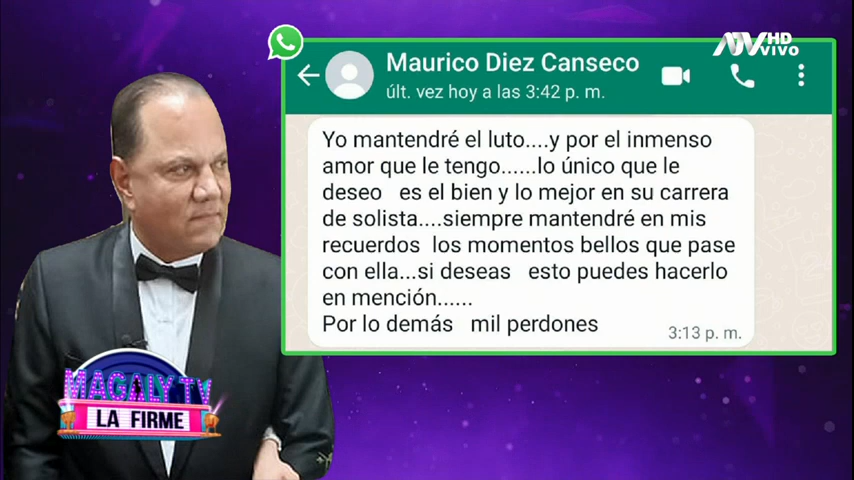 ATV HD
VIVO
Maurico Diez Canseco
últ. vez hoy a las 3:42 p. m.
Yo mantendré el luto....y por el inmenso
amor que le tengo......lo único que le
deseo es el bien y lo mejor en su carrera
de solista....siempre mantendré en mis
recuerdos los momentos bellos que pase
con ella...si deseas esto puedes hacerlo
en mención......
Por lo demás mil perdones
3:13 p. m.
MAGALY TV
LA FIRME